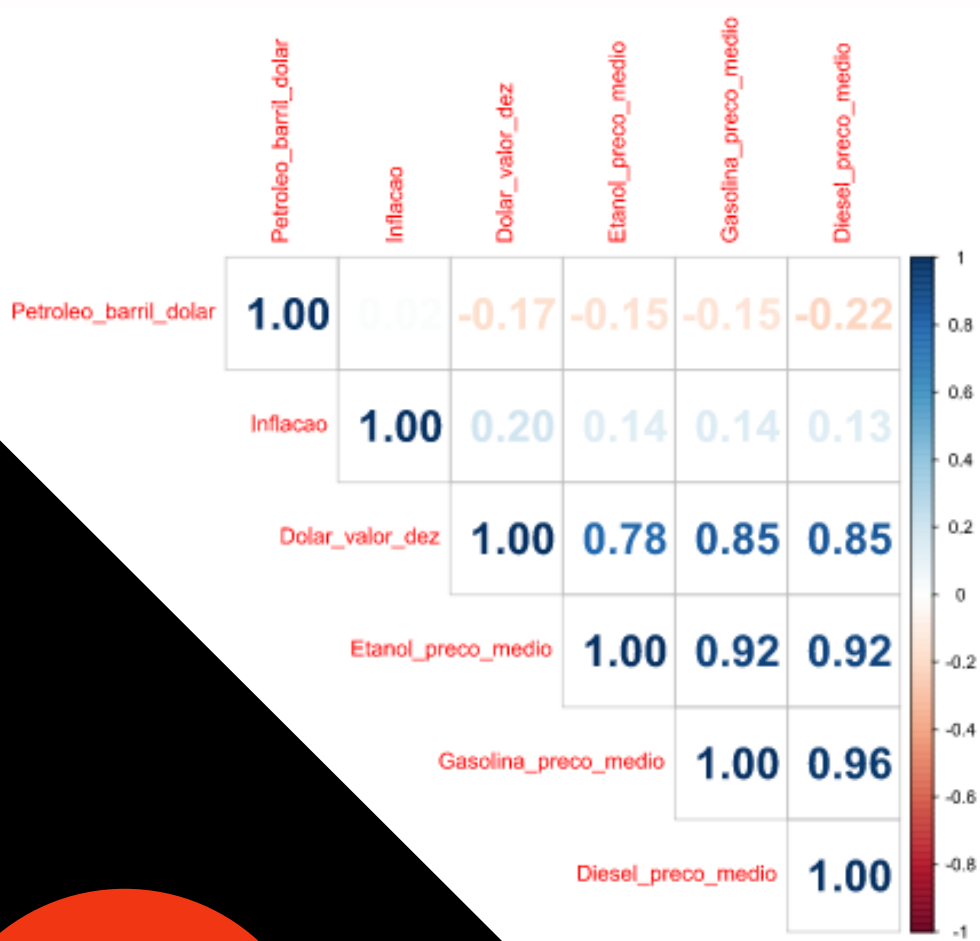 Petroleo_barril_dolar
Inflacao
Dolar_valor_dez
Etanol_preco_medio
Gasolina_preco_medio
Diesel_preco_medio
Petroleo_barril_dolar 1.00 0.02 -0.17 -0.15 -0.15 -0.22
Inflacao 1.00 0.20 0.14 0.14 0.13
Dolar_valor_dez 1.00 0.78 0.85 0.85
Etanol_preco_medio 1.00 0.92 0.92
Gasolina_preco_medio 1.00 0.96
Diesel_preco_medio 1.00
1
0.8
0.6
0.4
0.2
0
-0.2
-0.4
-0.6
-0.8
-1